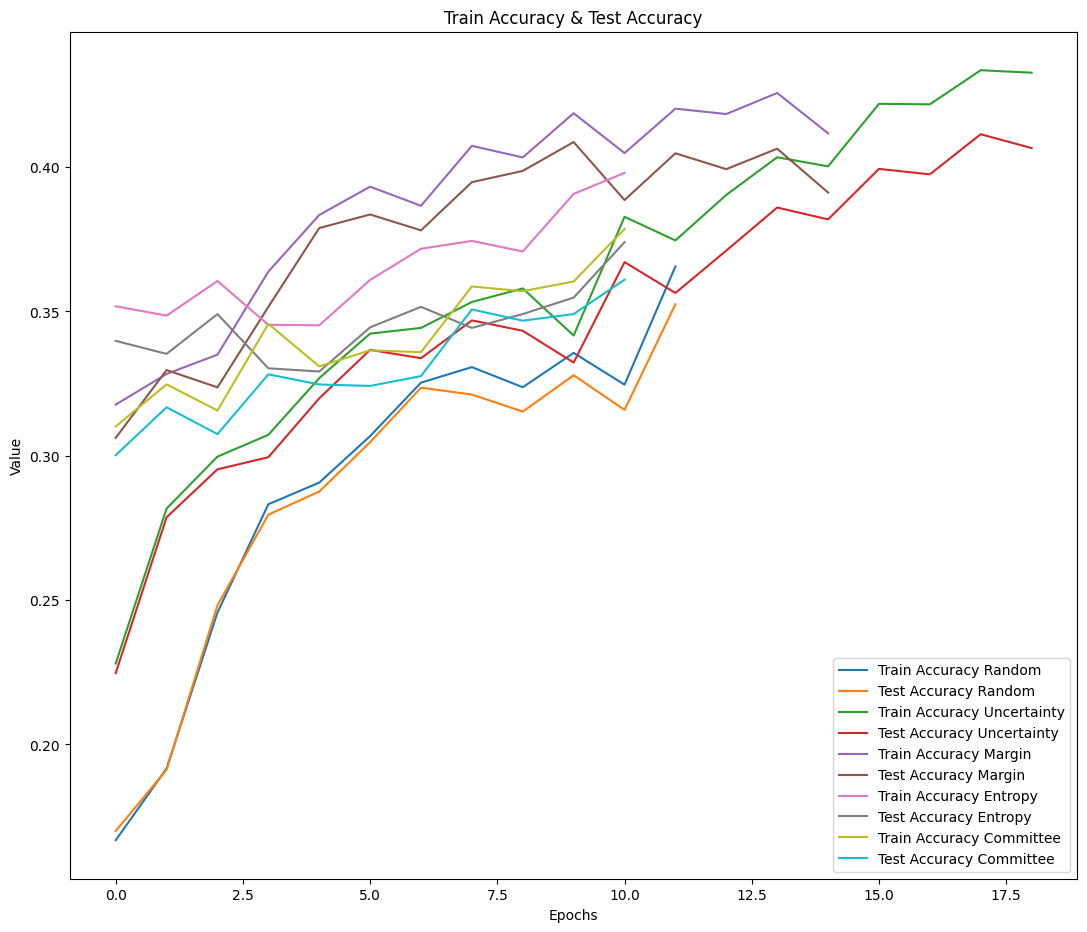 Train Accuracy & Test Accuracy
Value
0.40
0.35
0.30
0.25
0.20
0.0
2.5
5.0
7.5
10.0
12.5
15.0
17.5
Epochs
Train Accuracy Random
Test Accuracy Random
Train Accuracy Uncertainty
Test Accuracy Uncertainty
Train Accuracy Margin
Test Accuracy Margin
Train Accuracy Entropy
Test Accuracy Entropy
Train Accuracy Committee
Test Accuracy Committee